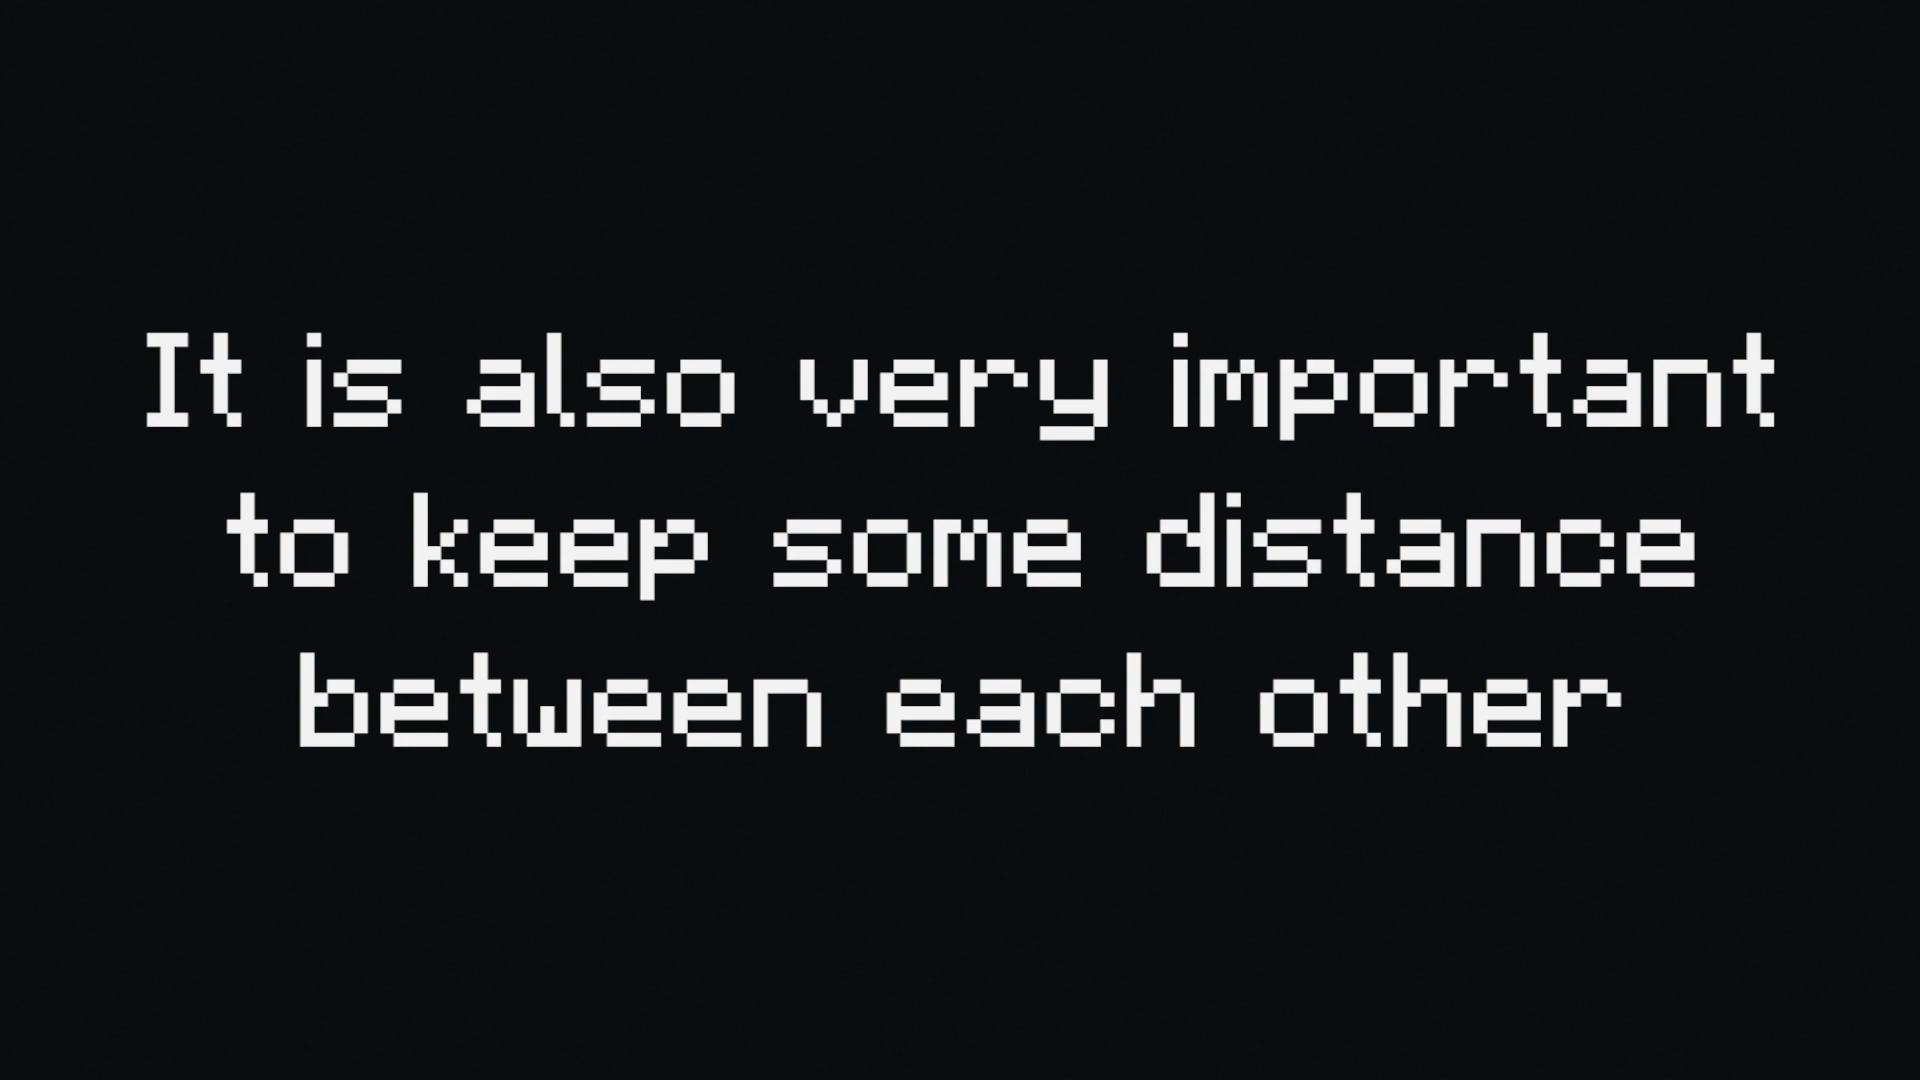 It is also very important
to keep some distance
between each other